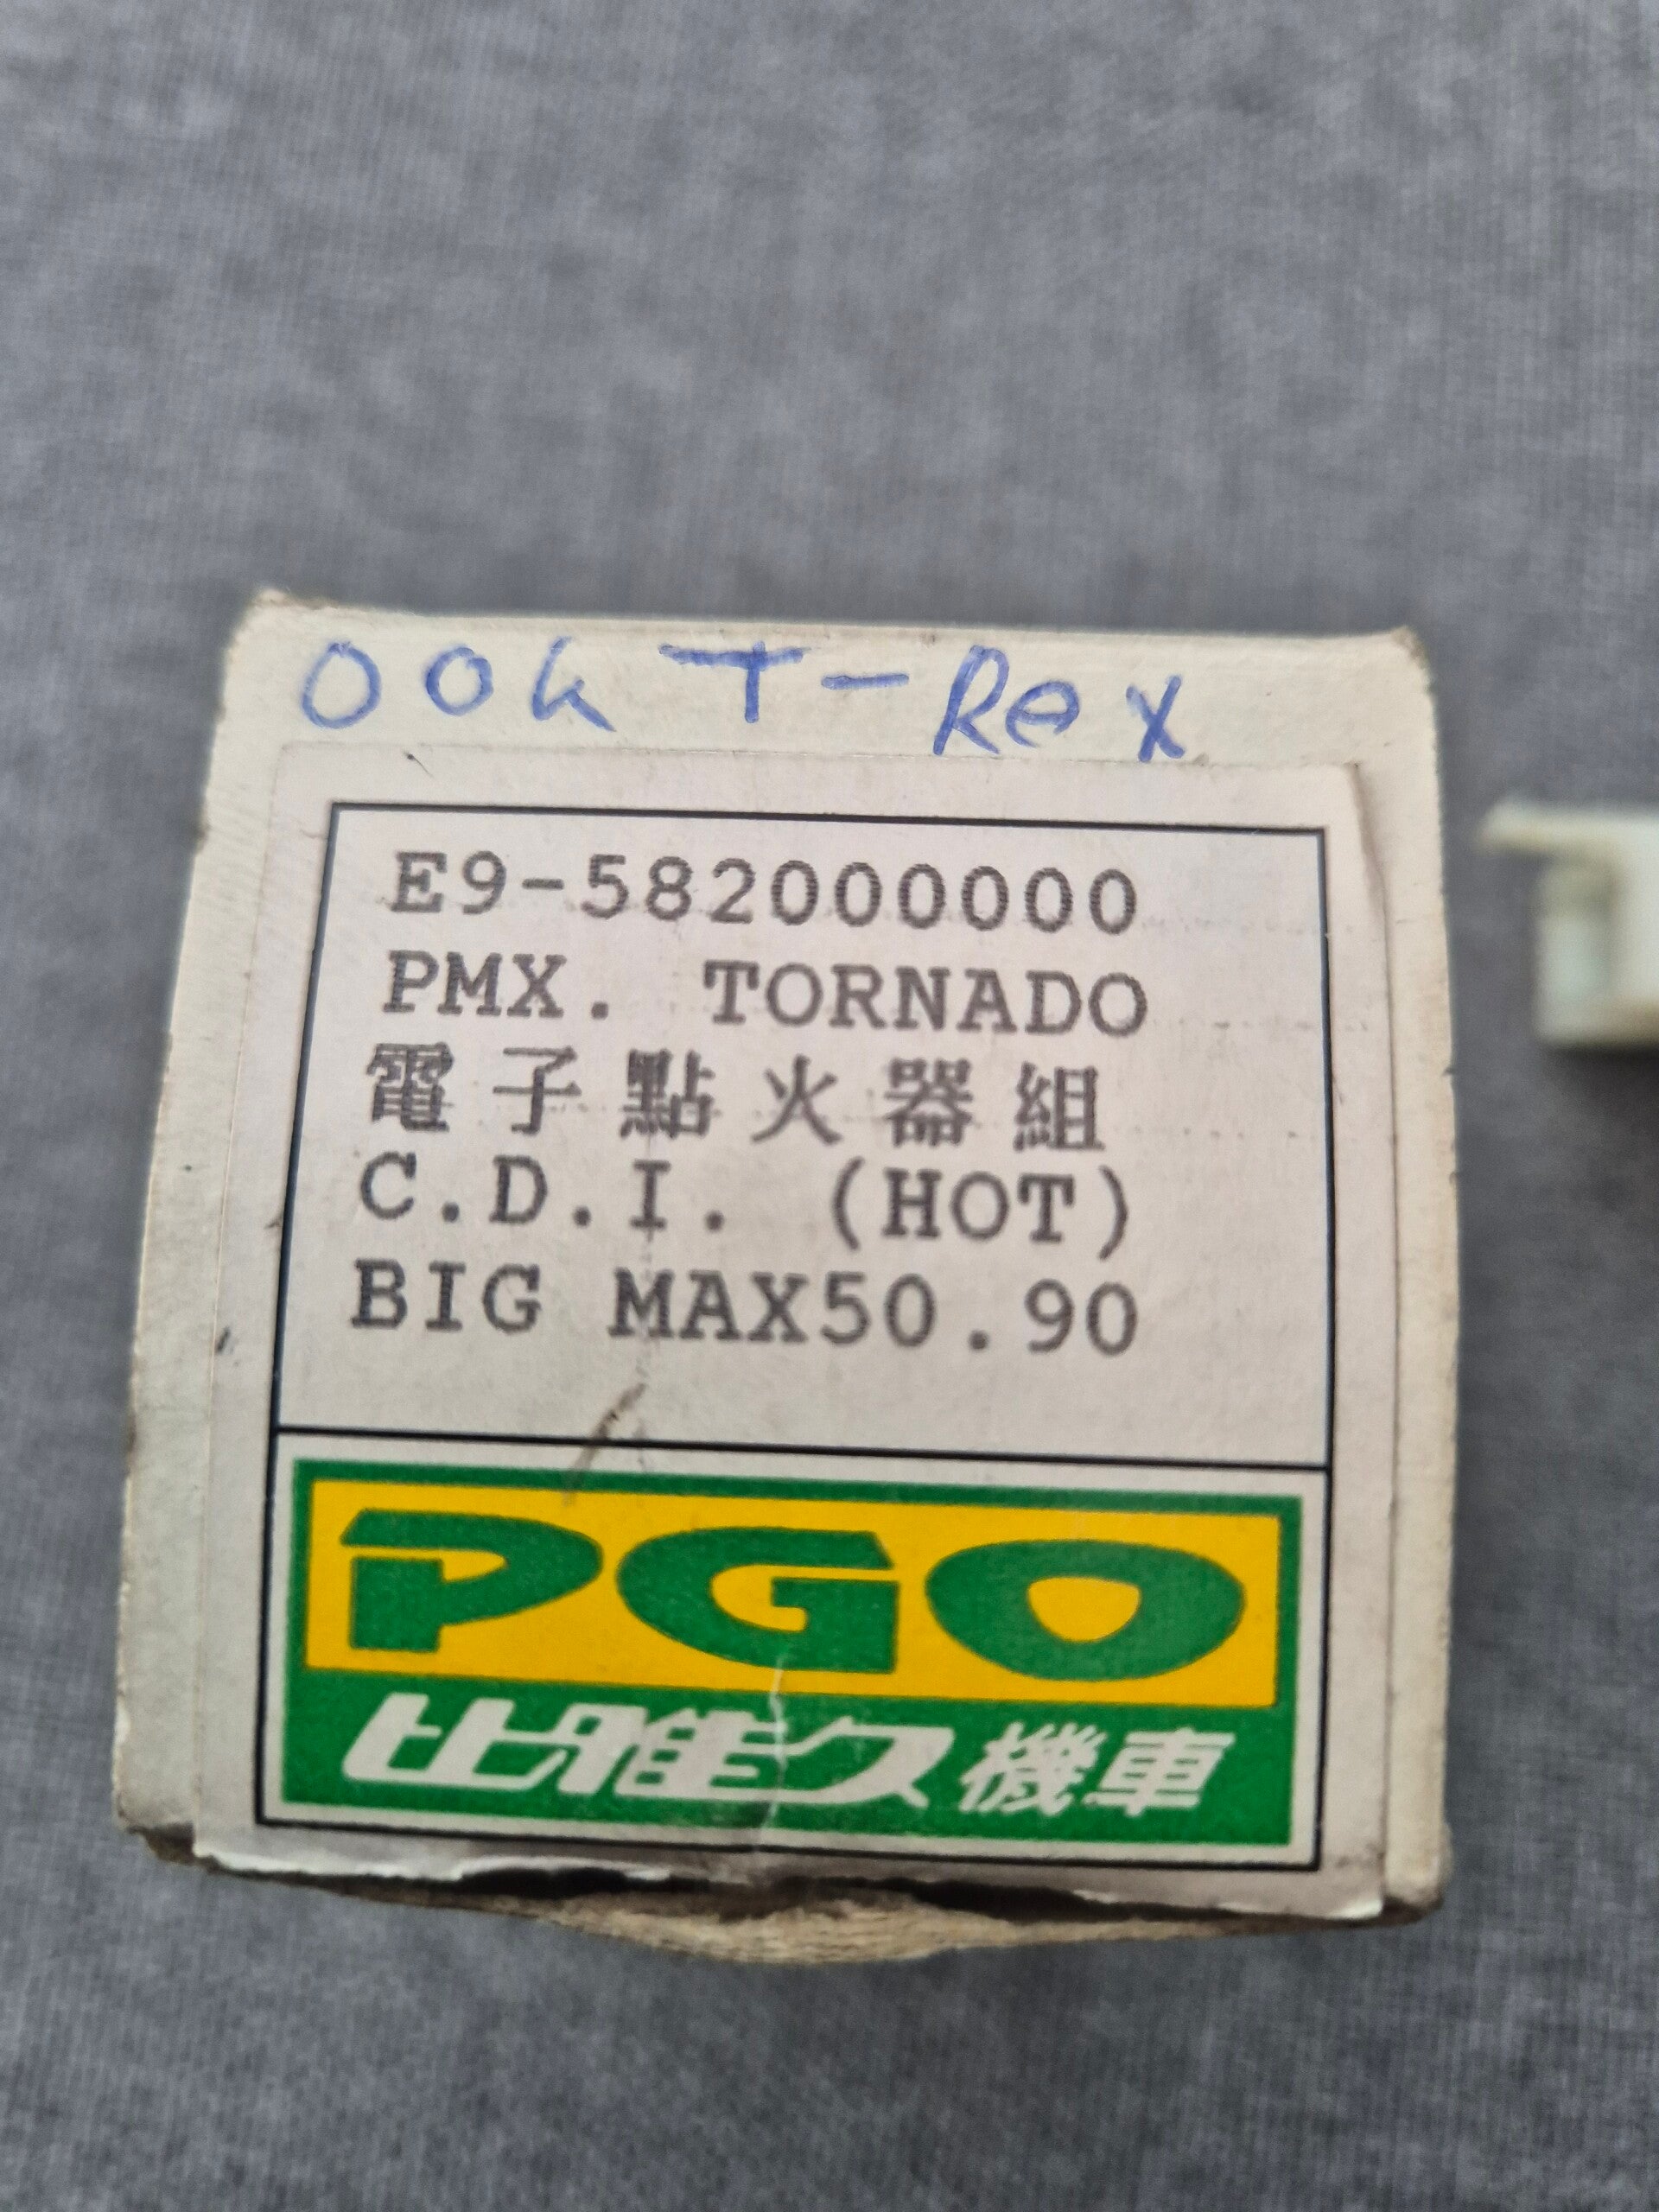 OOK T-Rex
E9-582000000
PMX. TORNADO
電子點火器組
C.D.I. (HOT)
BIG MAX50.90
PGO
比雅久機車